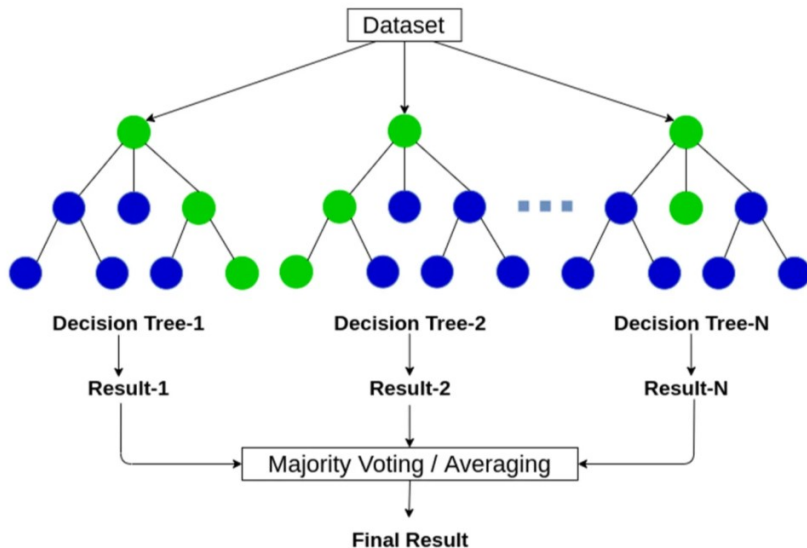 Dataset
Decision Tree-1
Decision Tree-2
Decision Tree-N
Result-1
Result-2
Result-N
Majority Voting / Averaging
Final Result